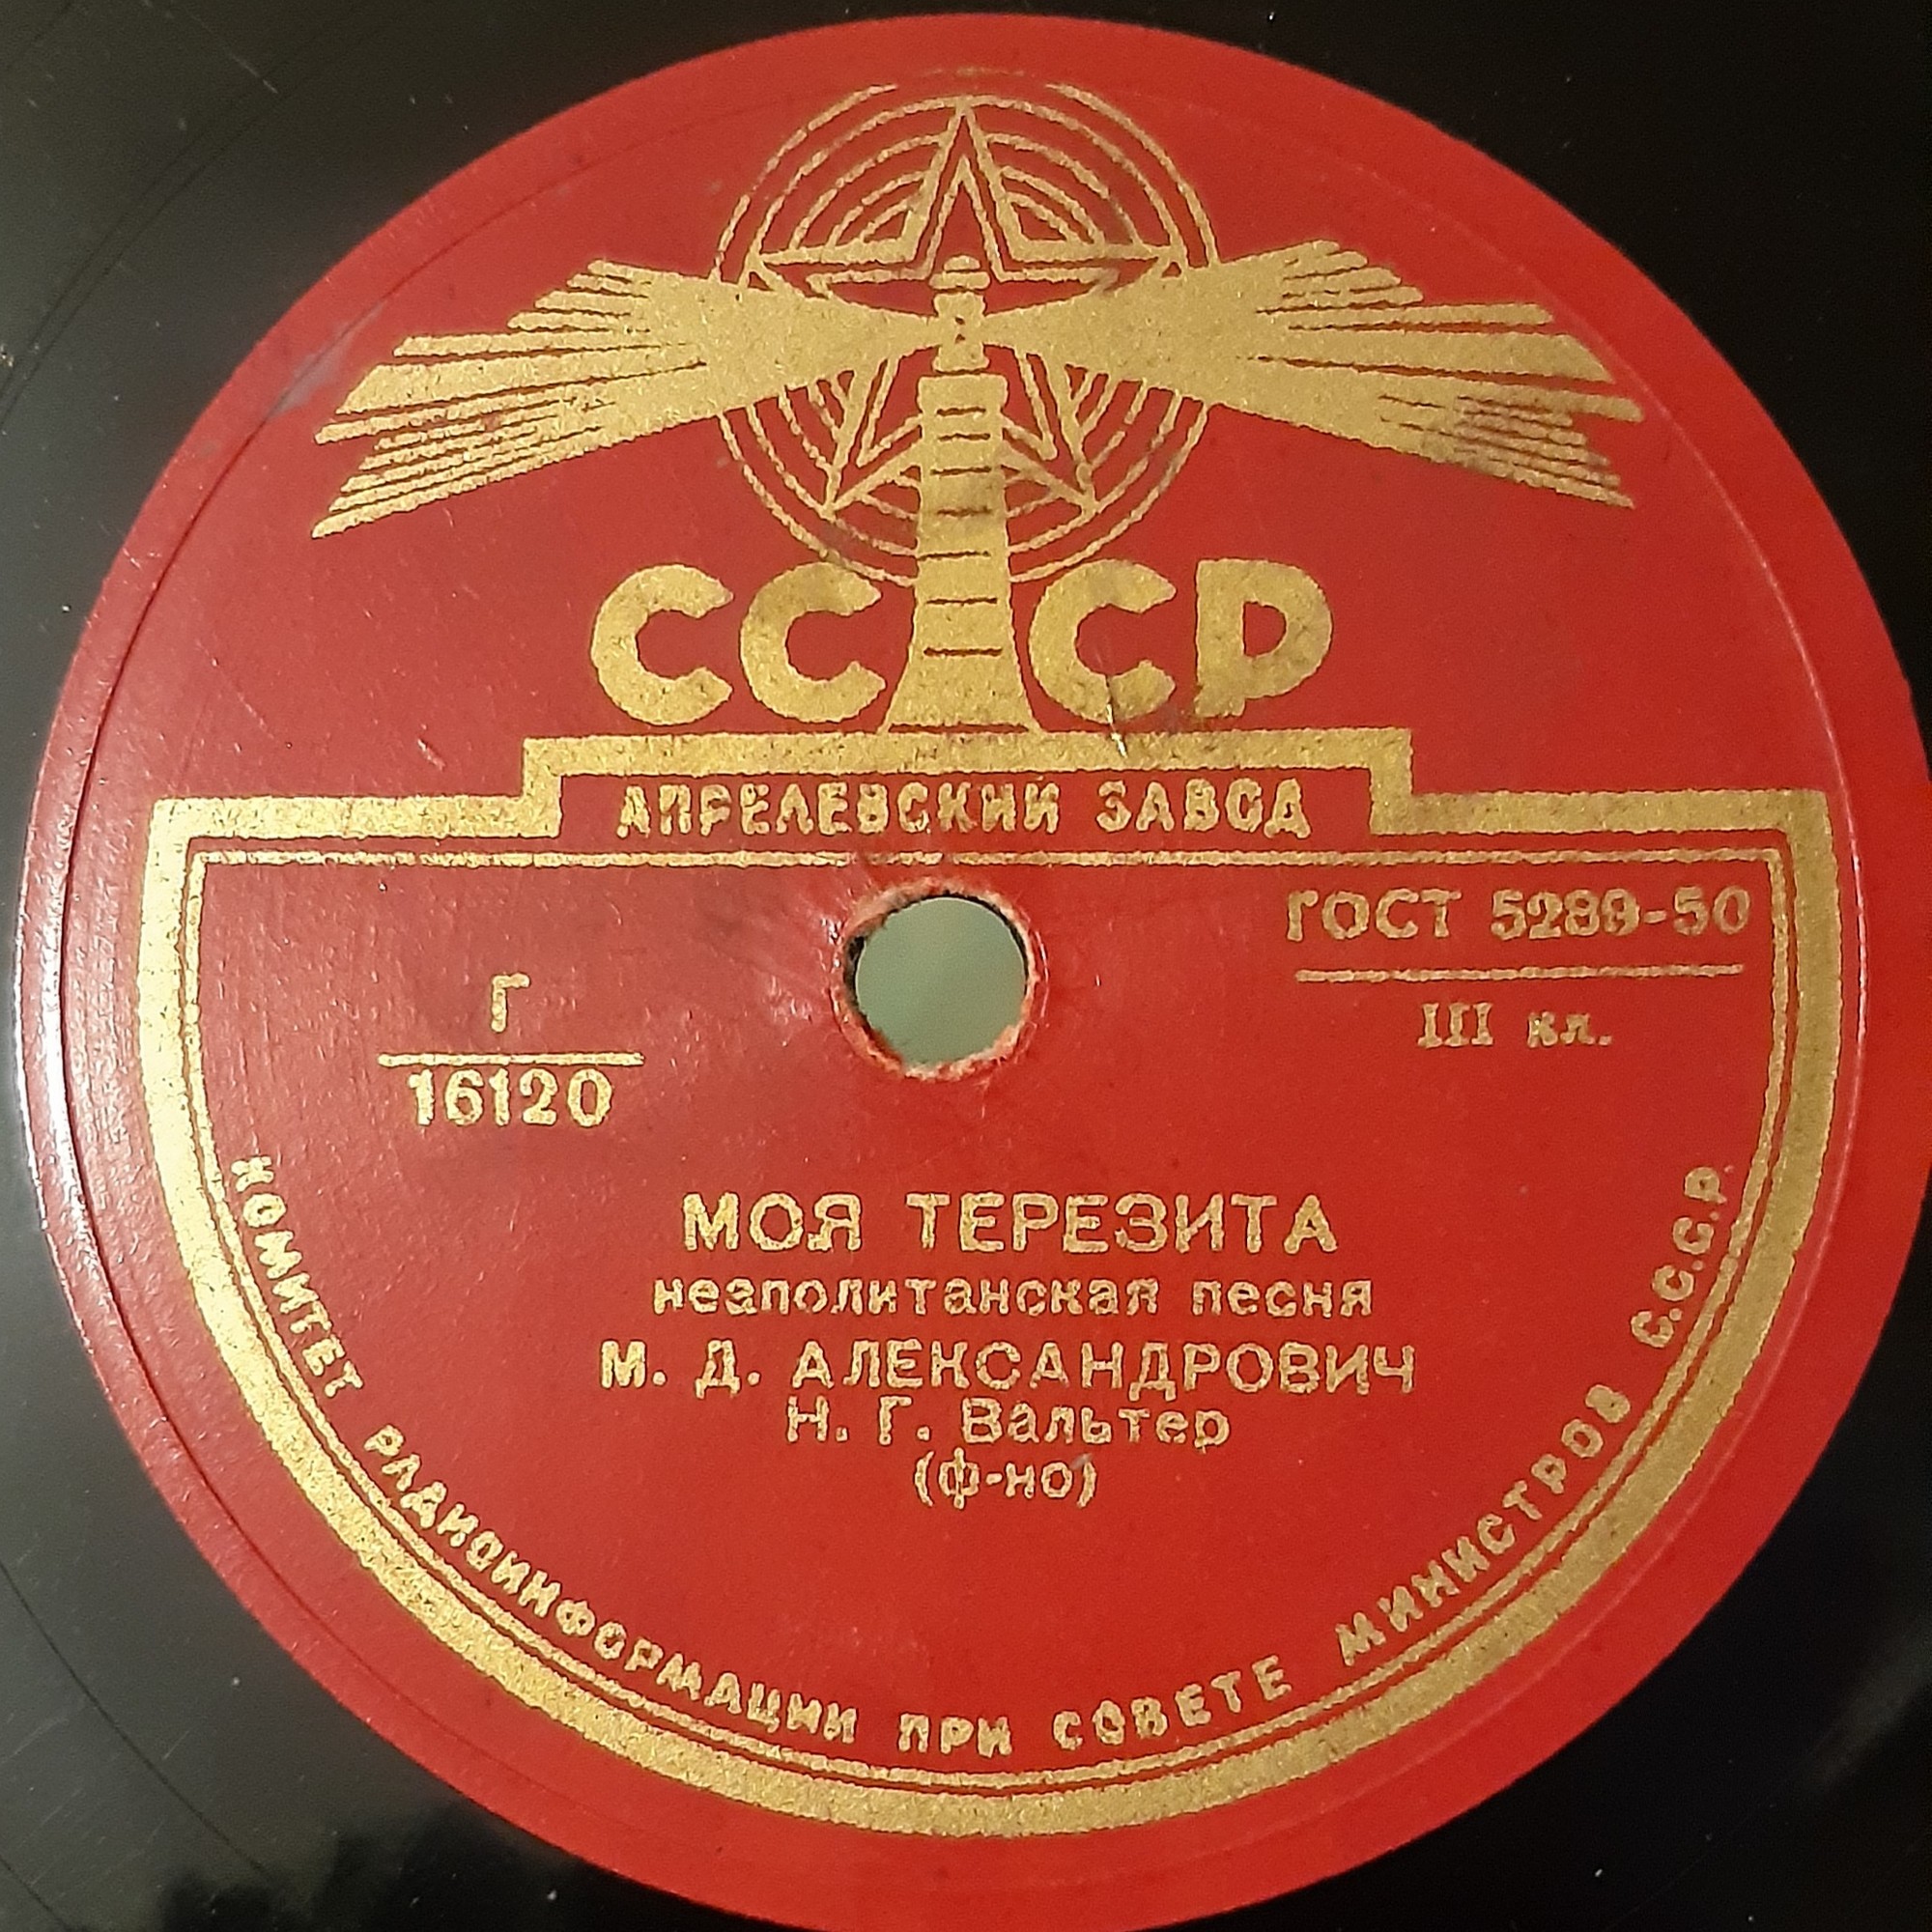 СССР
АПРЕЛЕВСКИЙ ЗАВОД
ГОСТ 5289-50
III кл.
Г
16120
МОЯ ТЕРЕЗИТА
неаполитанская песня
М. Д. АЛЕКСАНДРОВИЧ
Н. Г. Вальтер
(ф-но)
КОМИТЕТ РАДИОИНФОРМАЦИИ ПРИ СОВЕТЕ МИНИСТРОВ С.С.С.Р